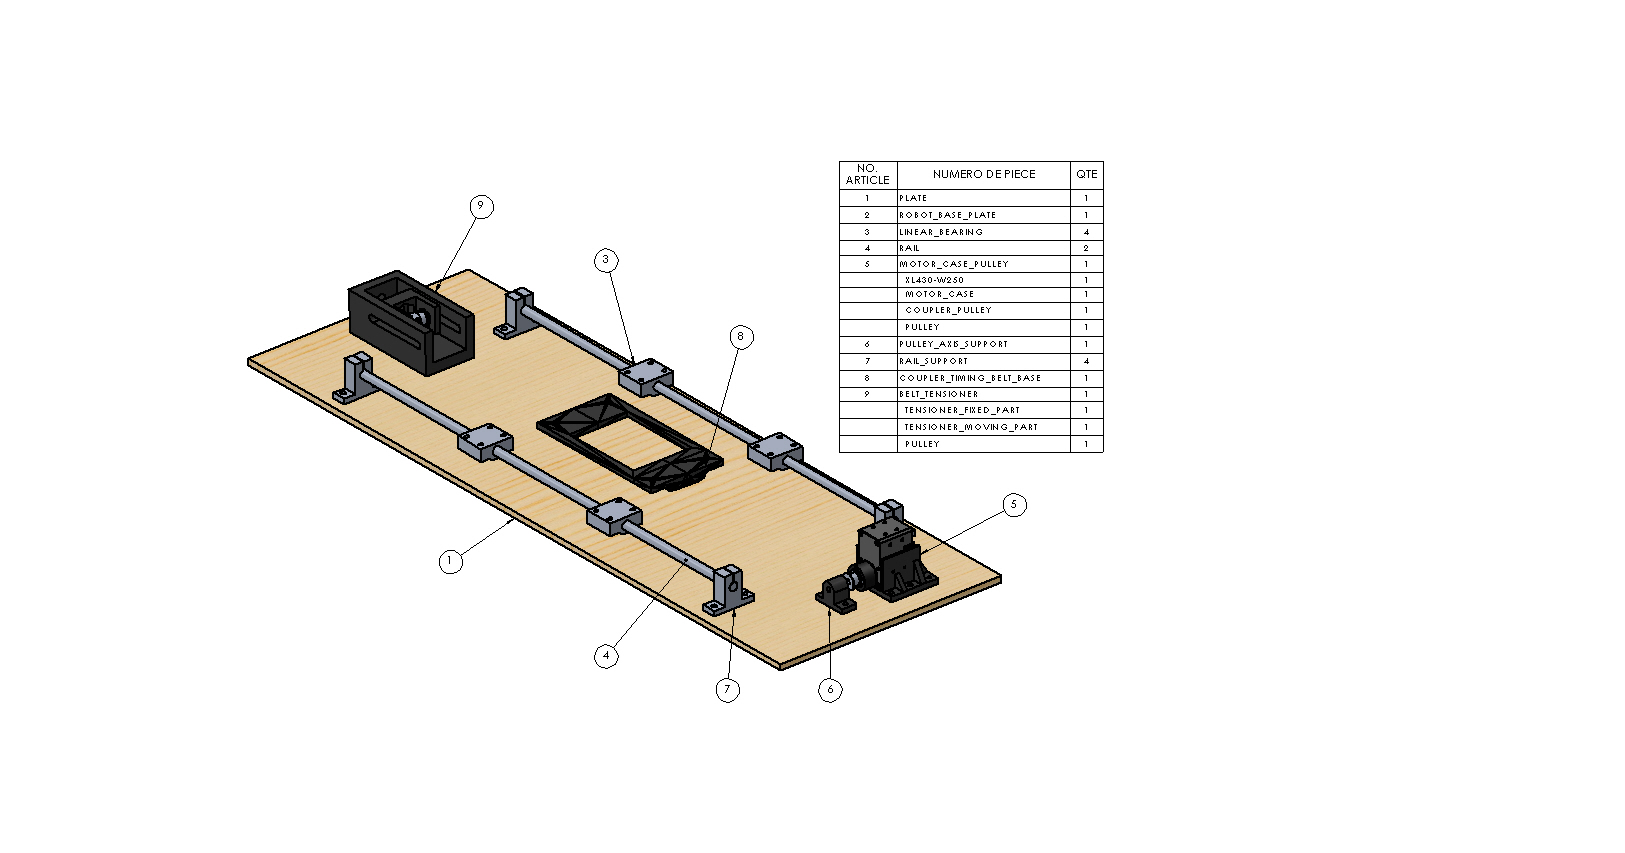 NO. ARTICLE NUMERO DE PIECE QTE
1 PLATE 1
2 ROBOT_BASE_PLATE 1
3 LINEAR_BEARING 4
4 RAIL 2
5 MOTOR_CASE_PULLEY 1
XL430-W250 1
MOTOR_CASE 1
COUPLER_PULLEY 1
PULLEY 1
6 PULLEY_AXIS_SUPPORT 1
7 RAIL_SUPPORT 4
8 COUPLER_TIMING_BELT_BASE 1
9 BELT_TENSIONER 1
TENSIONER_FIXED_PART 1
TENSIONER_MOVING_PART 1
PULLEY 1
9
3
8
5
1
4
7
6